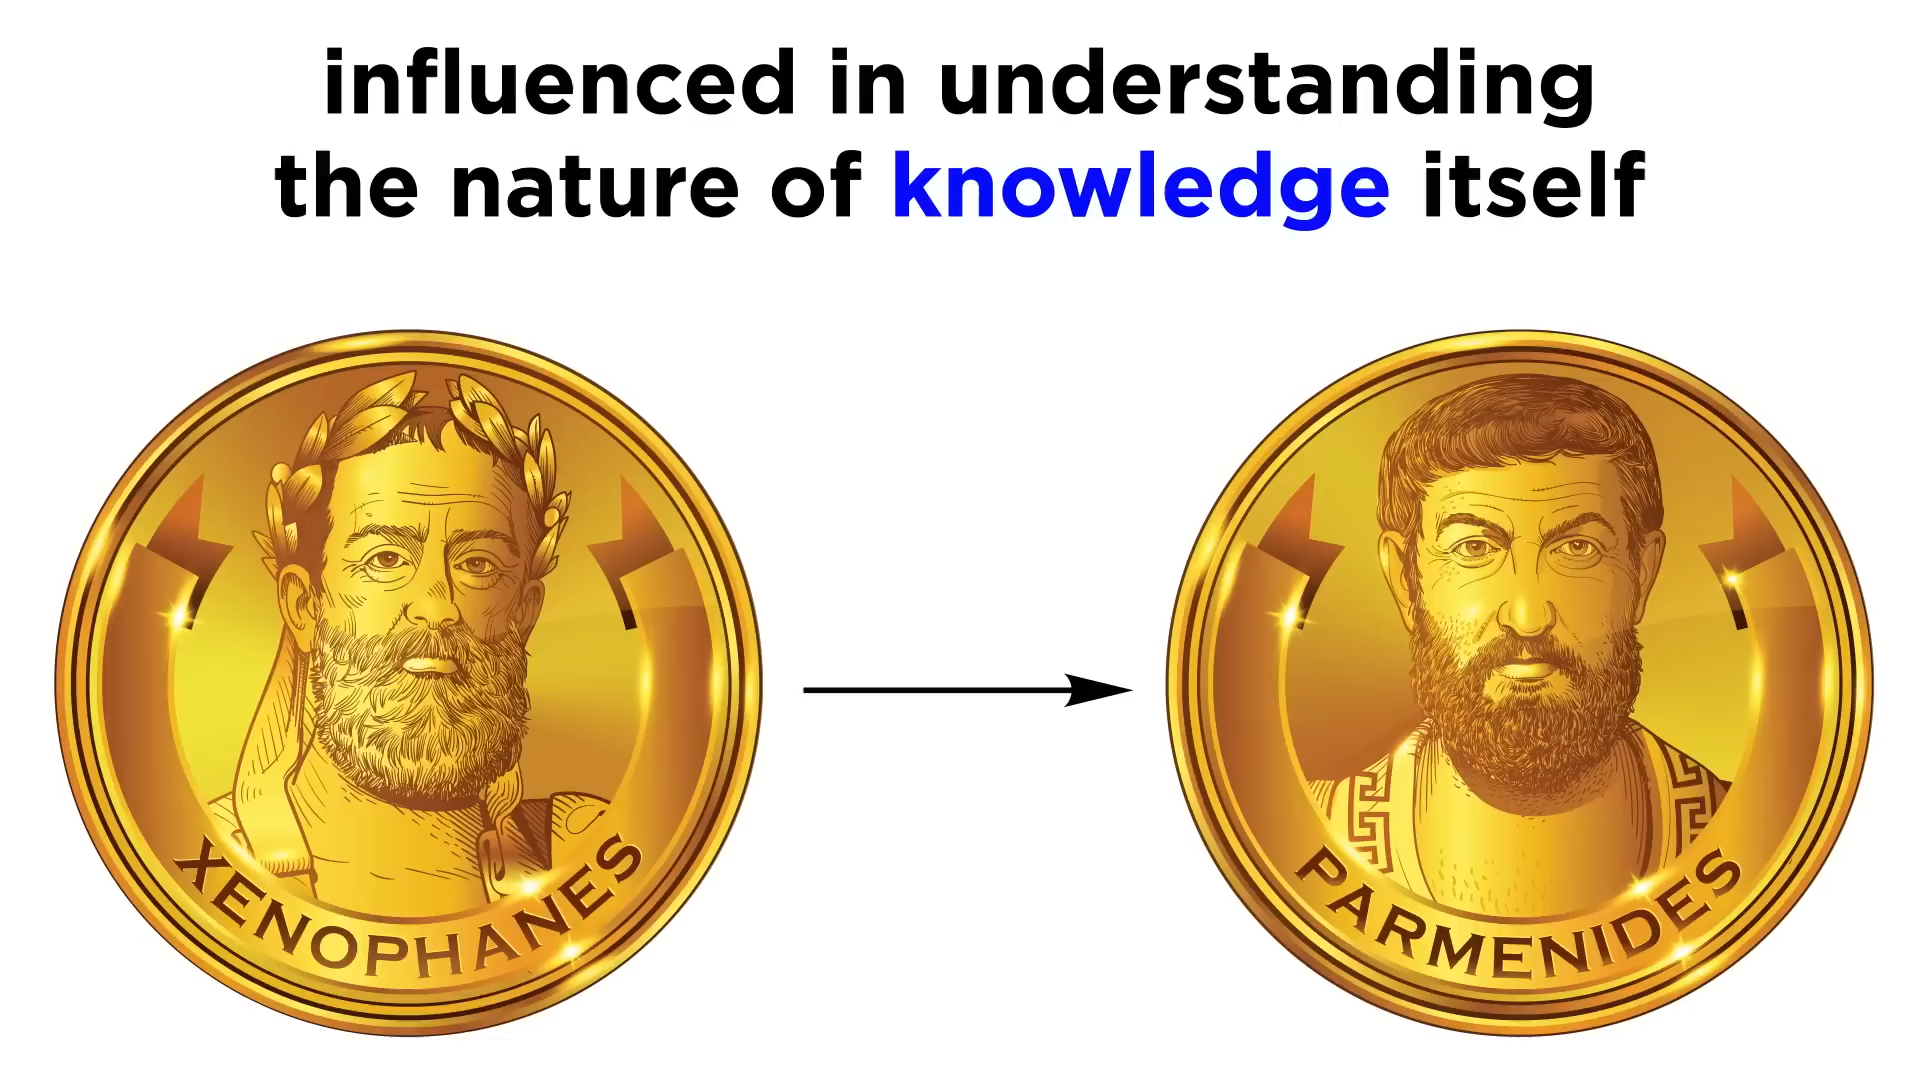 influenced in understanding
the nature of knowledge itself
XENOPHANES
PARMENIDES